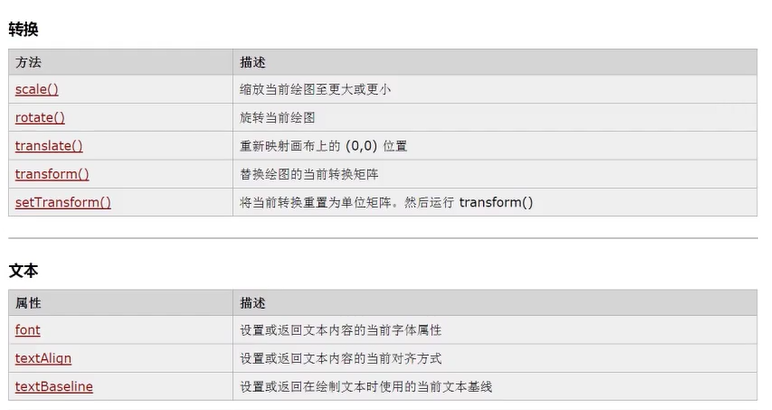 转换
方法 描述
scale() 缩放当前绘图至更大或更小
rotate() 旋转当前绘图
translate() 重新映射画布上的 (0,0) 位置
transform() 替换绘图的当前转换矩阵
setTransform() 将当前转换重置为单位矩阵。然后运行 transform()
文本
属性 描述
font 设置或返回文本内容的当前字体属性
textAlign 设置或返回文本内容的当前对齐方式
textBaseline 设置或返回在绘制文本时使用的当前文本基线